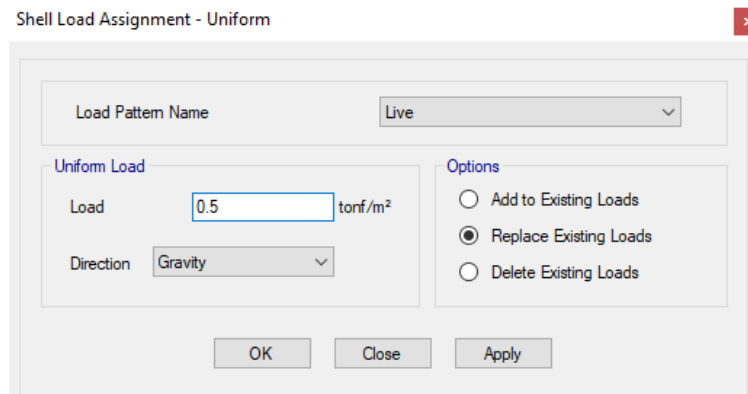 Shell Load Assignment - Uniform
Load Pattern Name
Live
Uniform Load
Load
0.5
tonf/m²
Direction
Gravity
Options
Add to Existing Loads
Replace Existing Loads
Delete Existing Loads
OK
Close
Apply